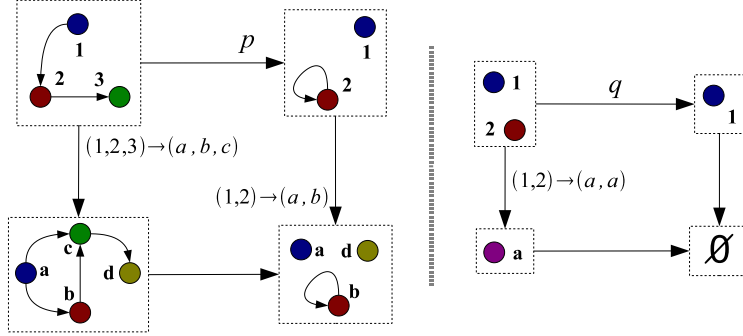 1
2 3
p
1
2
(1,2,3)→(a,b,c)
(1,2)→(a,b)
c
a
b
d
a d
b
q
1
2
1
(1,2)→(a,a)
a
∅